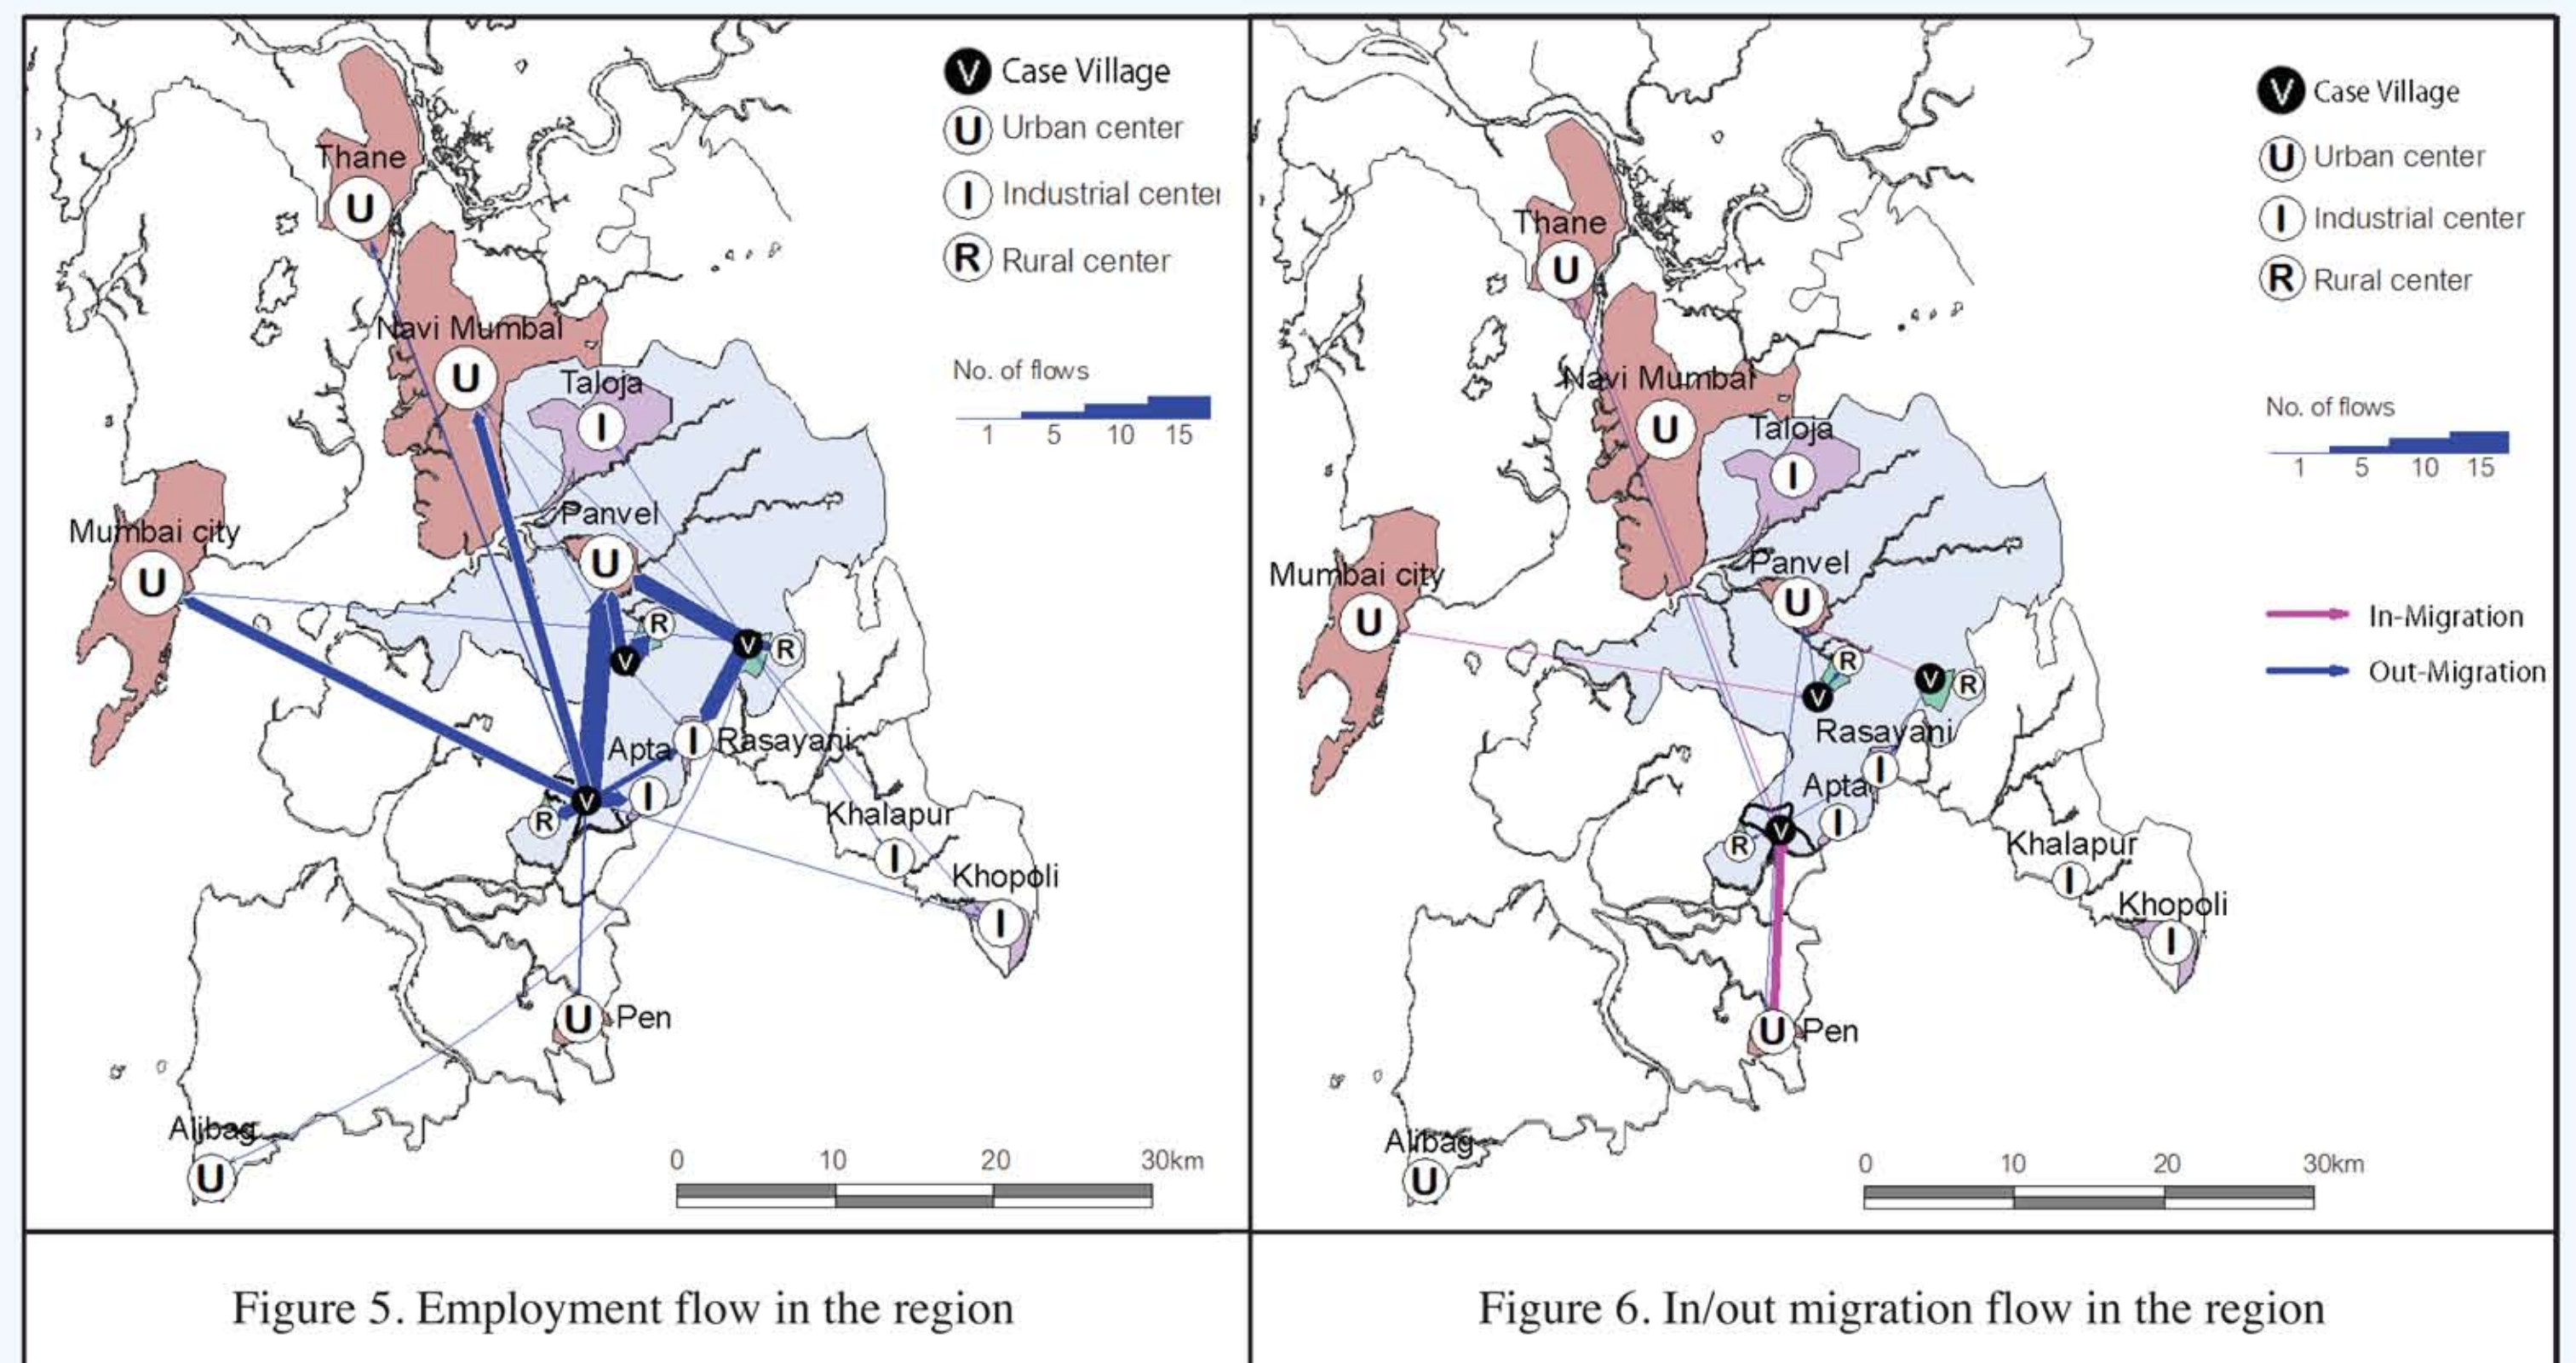 V Case Village
U Urban center
I Industrial center
R Rural center
No. of flows
1 5 10 15
Thane
U
Navi Mumbai
U
Taloja
I
Panvel
U
Mumbai city
U
R
V
V R
Apta I Rasayani
V I
R
Khalapur
I
Khopoli
I
U Pen
Alibag
U
0 10 20 30km
Figure 5. Employment flow in the region
V Case Village
U Urban center
I Industrial center
R Rural center
No. of flows
1 5 10 15
In-Migration
Out-Migration
Thane
U
Navi Mumbai
U
Taloja
I
Panvel
U
Mumbai city
U
R
V
V R
Rasayani
I
Apta
I
V
R
Khalapur
I
Khopoli
I
U Pen
Alibag
U
0 10 20 30km
Figure 6. In/out migration flow in the region